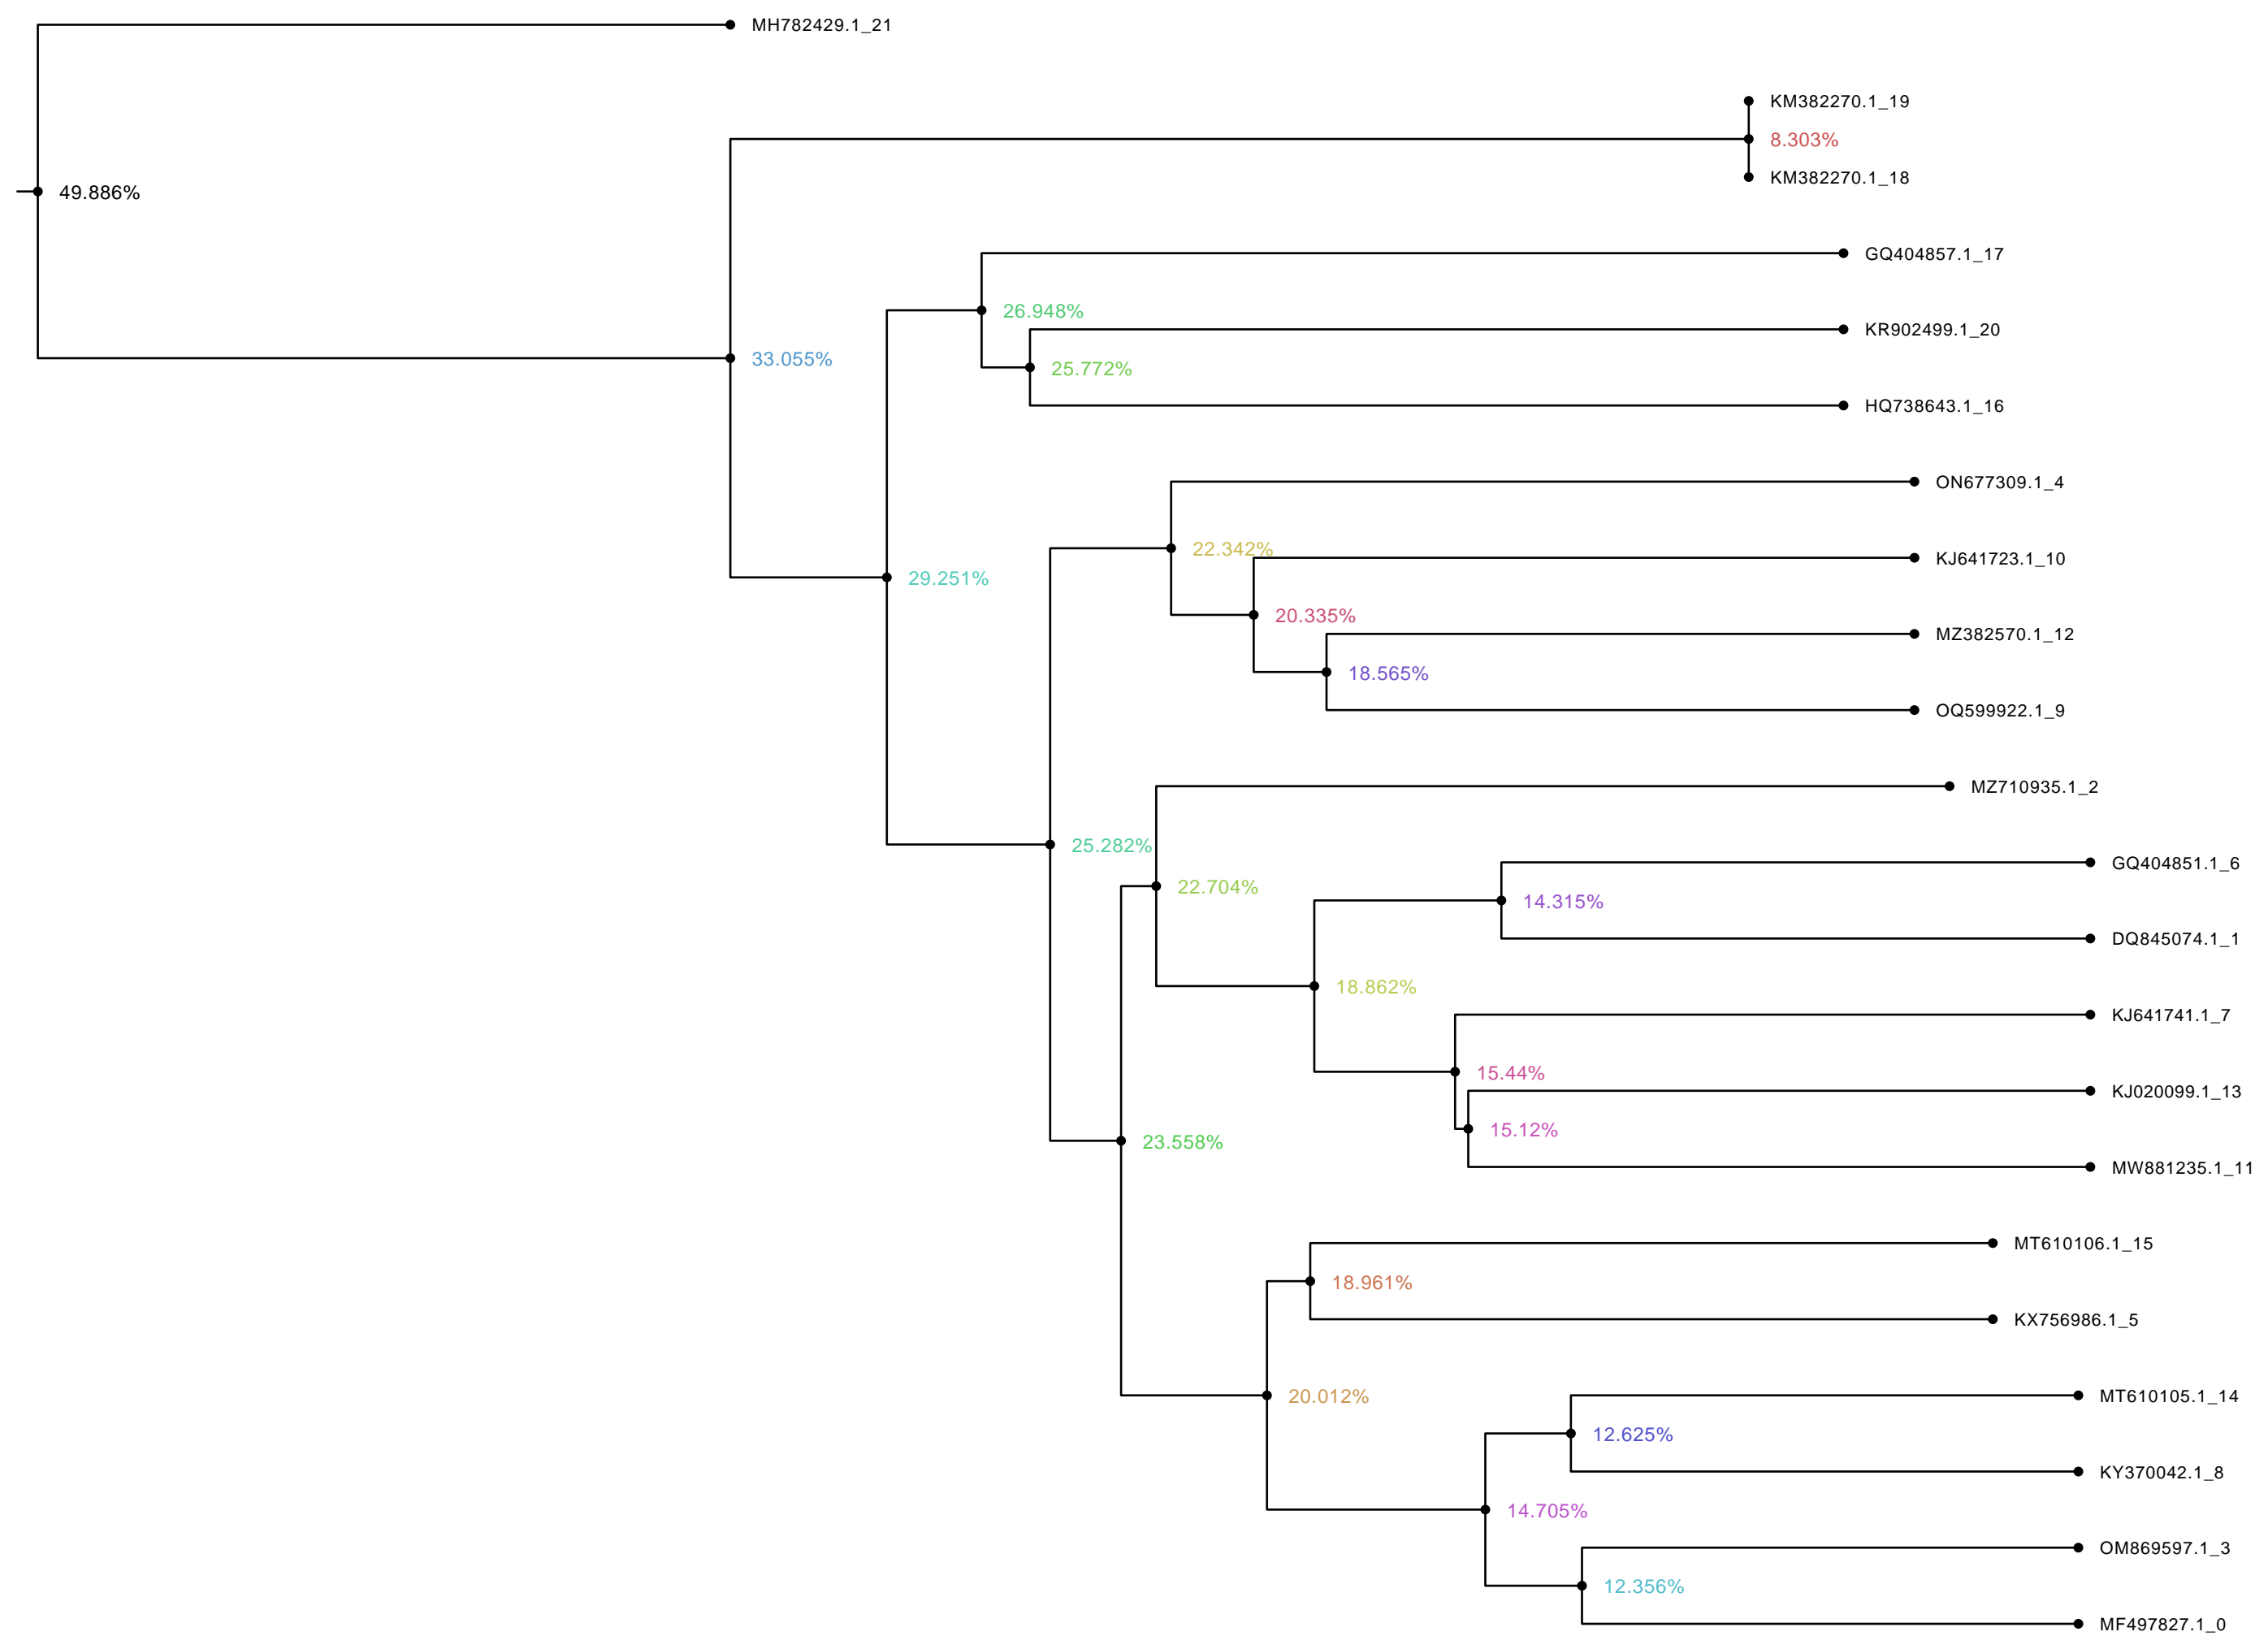 MH782429.1_21
KM382270.1_19
8.303%
KM382270.1_18
49.886%
GQ404857.1_17
26.948%
KR902499.1_20
33.055%
25.772%
HQ738643.1_16
ON677309.1_4
22.342%
KJ641723.1_10
29.251%
20.335%
MZ382570.1_12
18.565%
OQ599922.1_9
MZ710935.1_2
25.282%
GQ404851.1_6
22.704%
14.315%
DQ845074.1_1
18.862%
KJ641741.1_7
15.44%
KJ020099.1_13
15.12%
23.558%
MW881235.1_11
MT610106.1_15
18.961%
KX756986.1_5
20.012%
MT610105.1_14
12.625%
KY370042.1_8
14.705%
OM869597.1_3
12.356%
MF497827.1_0